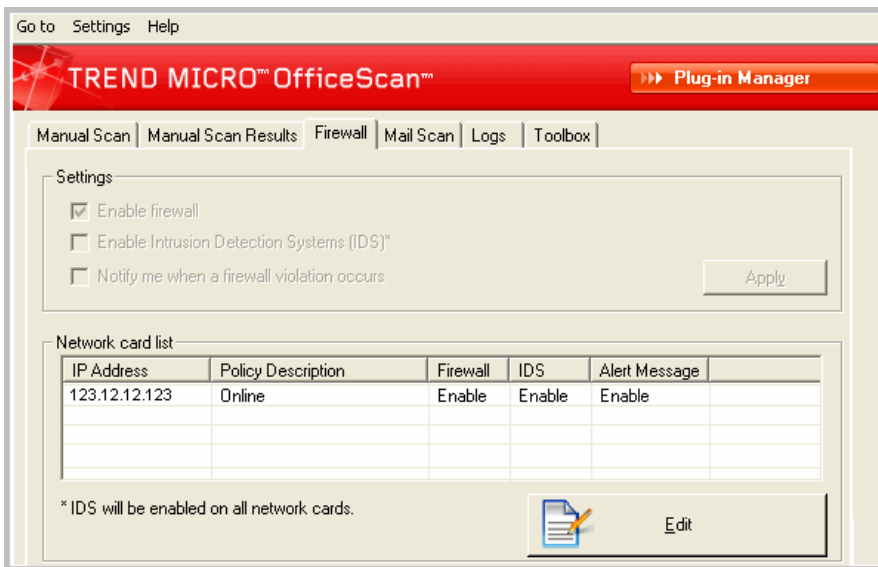 Go to Settings Help
TREND MICRO™ OfficeScan™
Plug-in Manager
Manual Scan Manual Scan Results Firewall Mail Scan Logs Toolbox
Settings
Enable firewall
Enable Intrusion Detection Systems (IDS)*
Notify me when a firewall violation occurs
Apply
Network card list
IP Address Policy Description Firewall IDS Alert Message
123.12.12.123 Online Enable Enable Enable
* IDS will be enabled on all network cards.
Edit